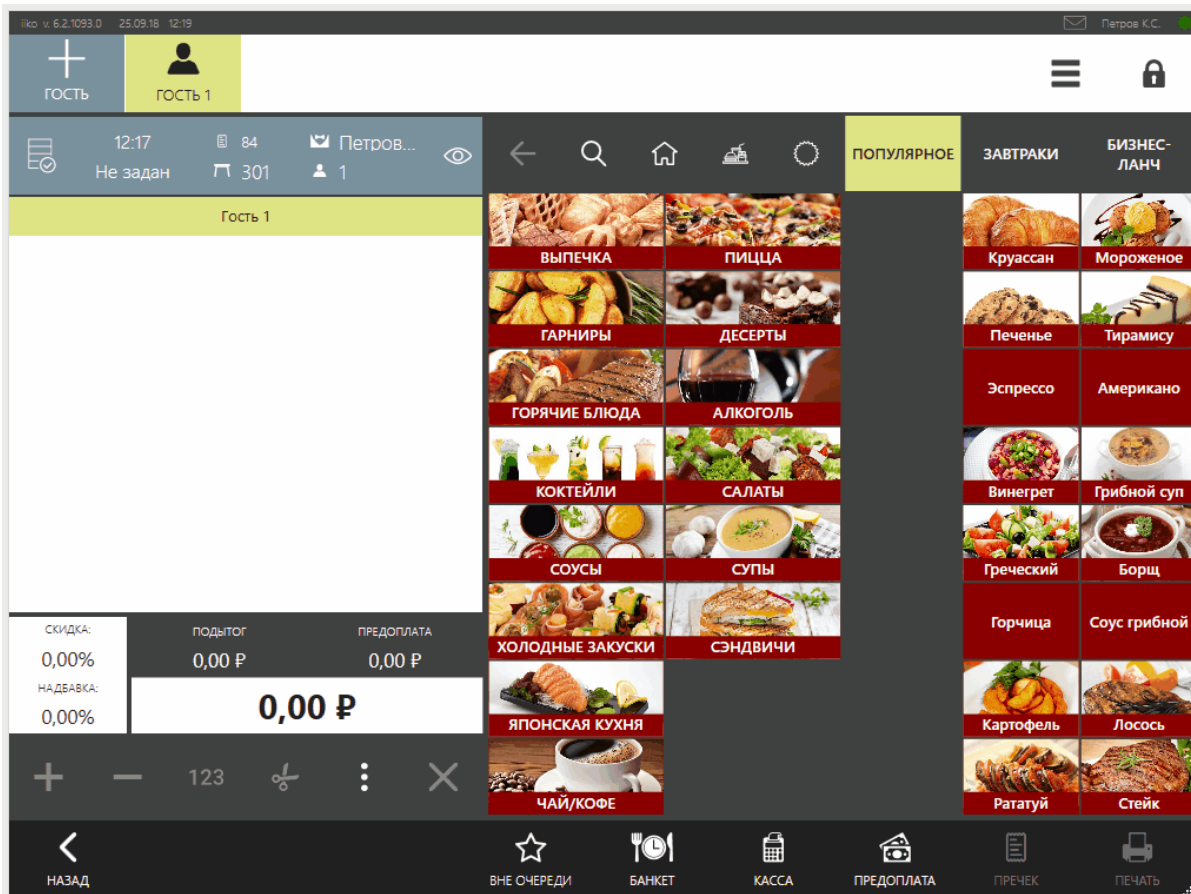 iiko v. 6.2.1093.0 25.09.18 12:19
Петров К.С.
ГОСТЬ
ГОСТЬ 1
12:17
84
Петров...
Не задан
301
1
ПОПУЛЯРНОЕ
ЗАВТРАКИ
БИЗНЕС-
ЛАНЧ
Гость 1
ВЫПЕЧКА
ПИЦЦА
Круассан
Мороженое
ГАРНИРЫ
ДЕСЕРТЫ
Печенье
Тирамису
ГОРЯЧИЕ БЛЮДА
АЛКОГОЛЬ
Эспрессо
Американо
КОКТЕЙЛИ
САЛАТЫ
Винегрет
Грибной суп
СОУСЫ
СУПЫ
Греческий
Борщ
ХОЛОДНЫЕ ЗАКУСКИ
СЭНДВИЧИ
Горчица
Соус грибной
ЯПОНСКАЯ КУХНЯ
Картофель
Лосось
ЧАЙ/КОФЕ
Рататуй
Стейк
СКИДКА:
ПОДЫТОГ
ПРЕДОПЛАТА
0,00%
0,00 ₽
0,00 ₽
НАДБАВКА:
0,00%
0,00 ₽
123
НАЗАД
ВНЕ ОЧЕРЕДИ
БАНКЕТ
КАССА
ПРЕДОПЛАТА
ПРЕЧЕК
ПЕЧАТЬ